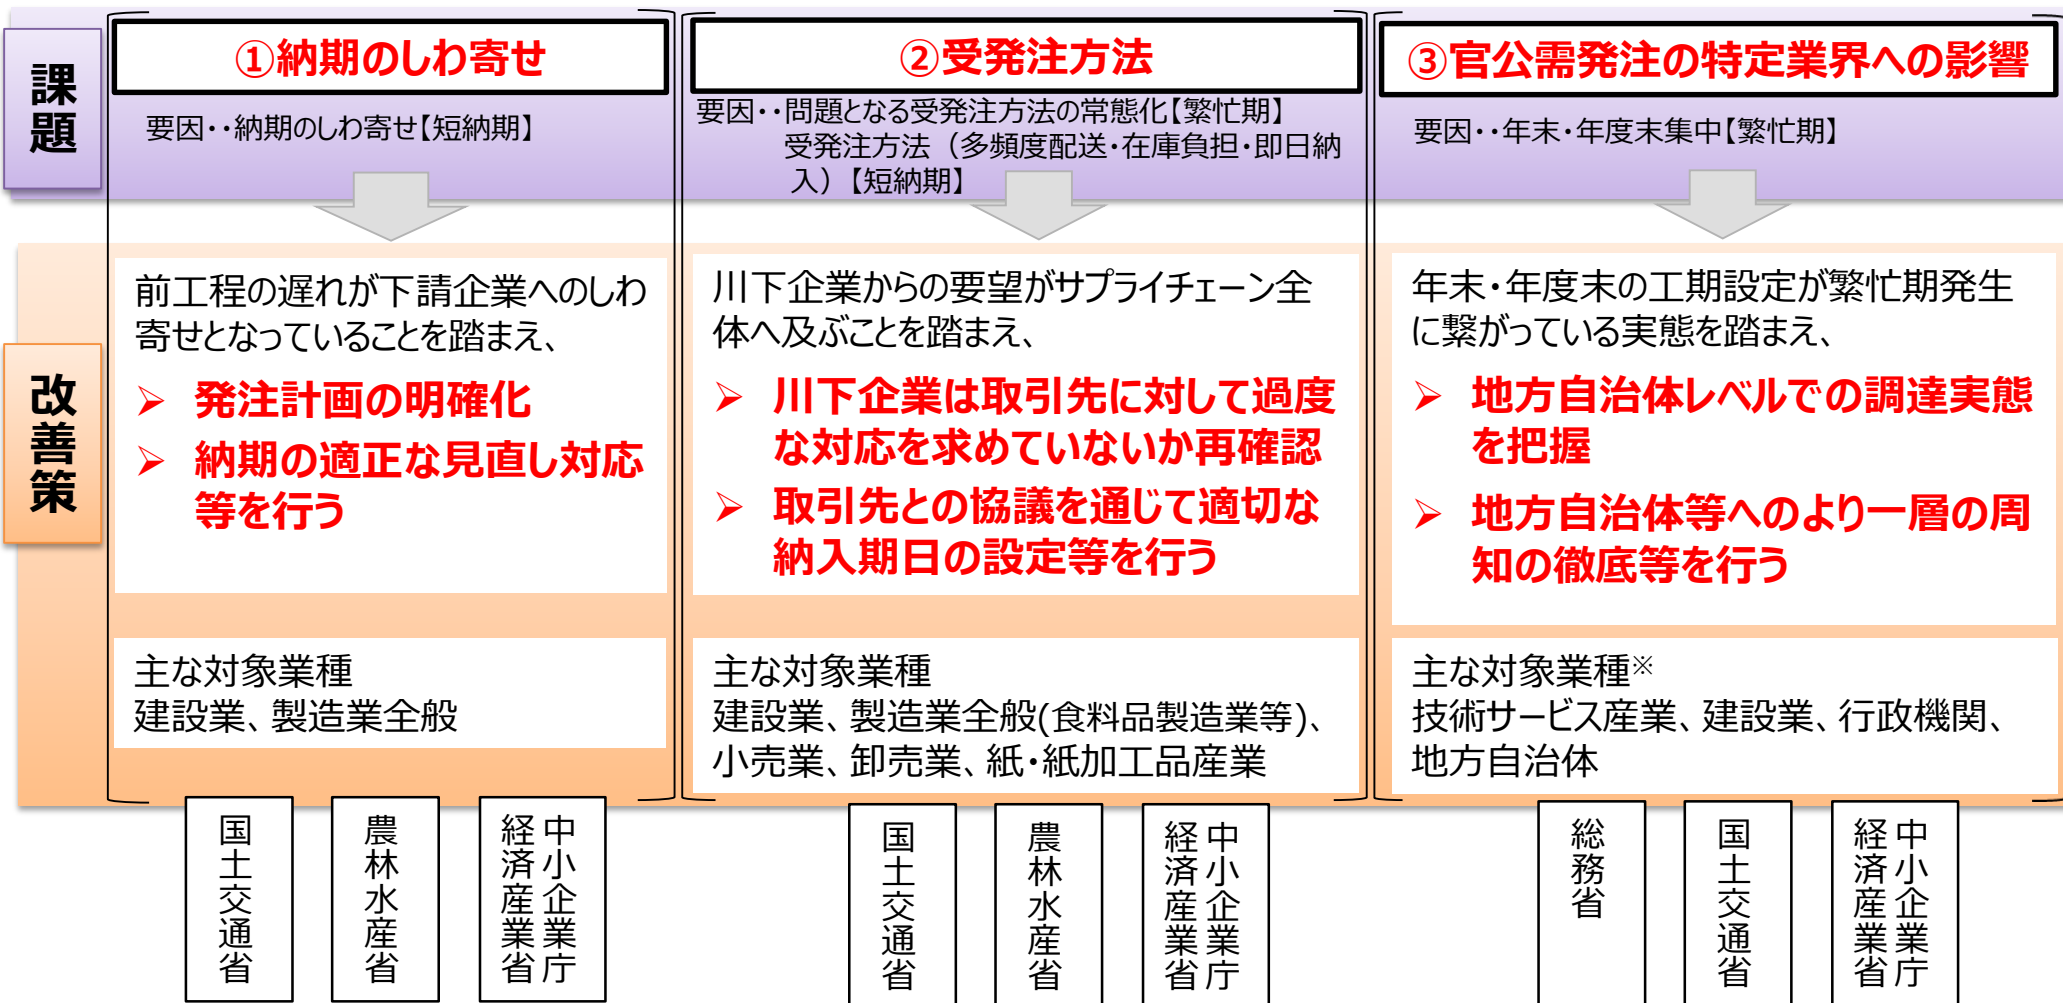 課題
①納期のしわ寄せ
要因・・納期のしわ寄せ【短納期】
②受発注方法
要因・・問題となる受発注方法の常態化【繁忙期】
受発注方法（多頻度配送・在庫負担・即日納
入）【短納期】
③官公需発注の特定業界への影響
要因・・年末・年度末集中【繁忙期】
改善策
前工程の遅れが下請企業へのしわ
寄せとなっていることを踏まえ、
➢ 発注計画の明確化
➢ 納期の適正な見直し対応
等を行う
主な対象業種
建設業、製造業全般
国土交通省
農林水産省
中小企業庁
経済産業省
川下企業からの要望がサプライチェーン全
体へ及ぶことを踏まえ、
➢ 川下企業は取引先に対して過度
な対応を求めていないか再確認
➢ 取引先との協議を通じて適切な
納入期日の設定等を行う
主な対象業種
建設業、製造業全般(食料品製造業等)、
小売業、卸売業、紙・紙加工品産業
国土交通省
農林水産省
中小企業庁
経済産業省
年末・年度末の工期設定が繁忙期発生
に繋がっている実態を踏まえ、
➢ 地方自治体レベルでの調達実態
を把握
➢ 地方自治体等へのより一層の周
知の徹底等を行う
主な対象業種※
技術サービス産業、建設業、行政機関、
地方自治体
総務省
国土交通省
中小企業庁
経済産業省